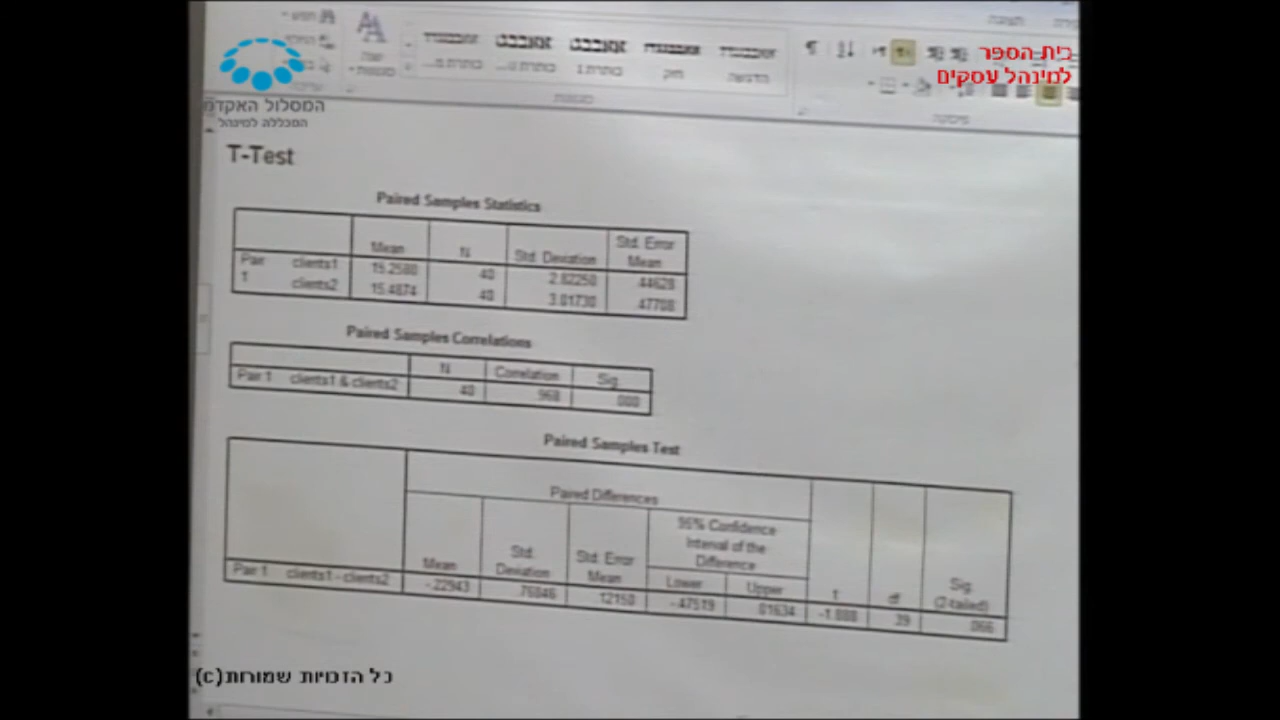 בית הספר
למינהל עסקים
המסלול האקדמ
המכללה למינהל
T-Test
Paired Samples Statistics
Mean N Std. Deviation Std. Error Mean
Pair 1 clients1 15.2580 40 2.82250 .44628
clients2 15.4874 40 3.01730 .47708
Paired Samples Correlations
N Correlation Sig.
Pair 1 clients1 & clients2 40 .968 .000
Paired Samples Test
Paired Differences
95% Confidence Interval of the Difference
Mean Std. Deviation Std. Error Mean Lower Upper t df Sig. (2-tailed)
Pair 1 clients1 - clients2 -.22943 .76846 .12150 -.47519 .01634 -1.888 39 .066
כל הזכויות שמורות(c)